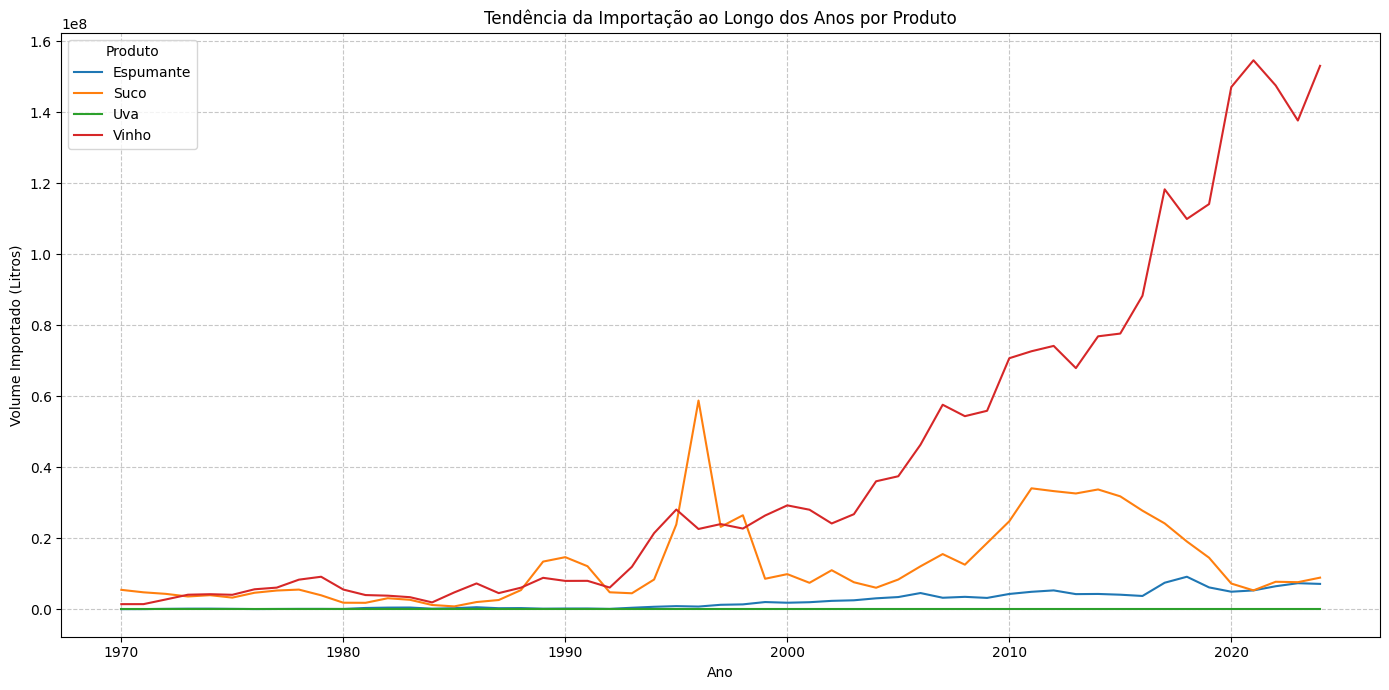 Tendência da Importação ao Longo dos Anos por Produto
1e8
Produto
Espumante
Suco
Uva
Vinho
Volume Importado (Litros)
1.6
1.4
1.2
1.0
0.8
0.6
0.4
0.2
0.0
1970 1980 1990 2000 2010 2020
Ano